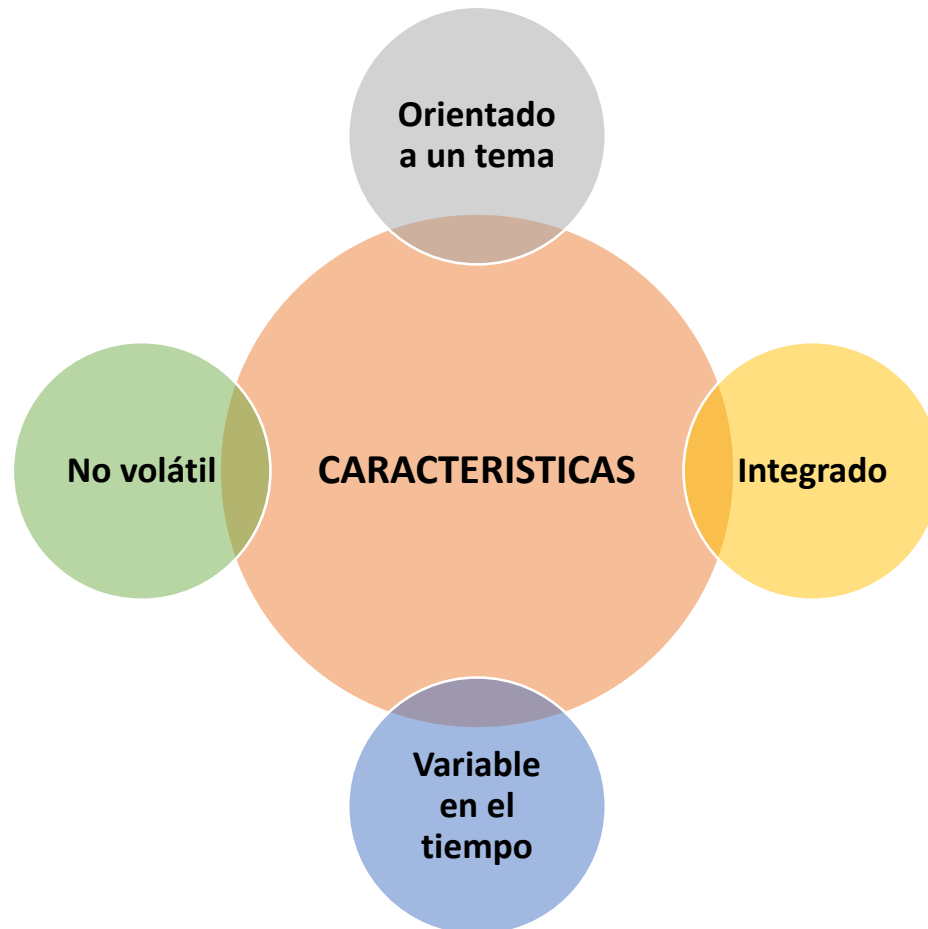 Orientado
a un tema
No volátil
CARACTERISTICAS
Integrado
Variable
en el
tiempo